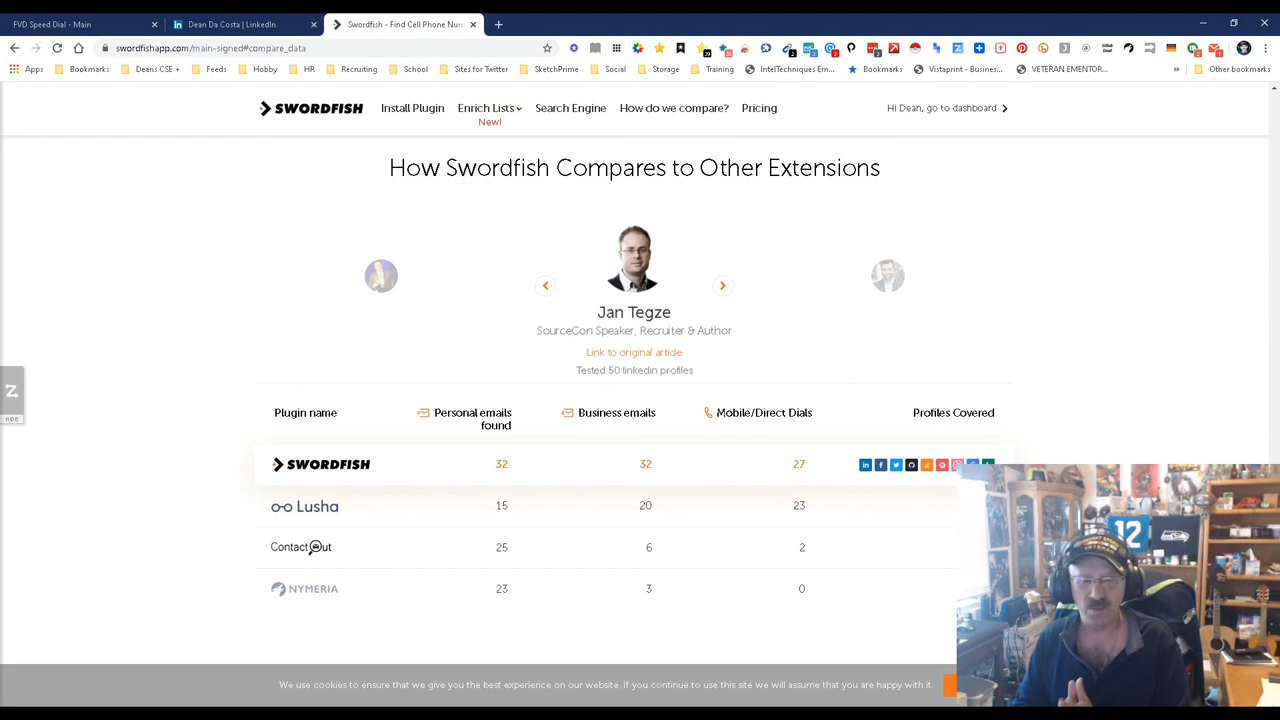 FVD Speed Dial - Main
Dean Da Costa | LinkedIn
Swordfish - Find Cell Phone Num
swordfishapp.com/main-signed#compare_data
Apps Bookmarks Deans CSE + Feeds Hobby HR Recruiting School Sites for Twitter SketchPrime Social Storage Training IntelTechniques Em... Bookmarks Vistaprint - Busines... VETERAN EMENTOR... » Other bookmarks
SWORDFISH Install Plugin Enrich Lists Search Engine How do we compare? Pricing Hi Dean, go to dashboard
New!
How Swordfish Compares to Other Extensions
Jan Tegze
SourceCon Speaker, Recruiter & Author
Link to original article
Tested 50 linkedin profiles
HIDE
Plugin name Personal emails found Business emails Mobile/Direct Dials Profiles Covered
SWORDFISH 32 32 27
Lusha 15 20 23
ContactOut 25 6 2
NYMERIA 23 3 0
12
We use cookies to ensure that we give you the best experience on our website. If you continue to use this site we will assume that you are happy with it.